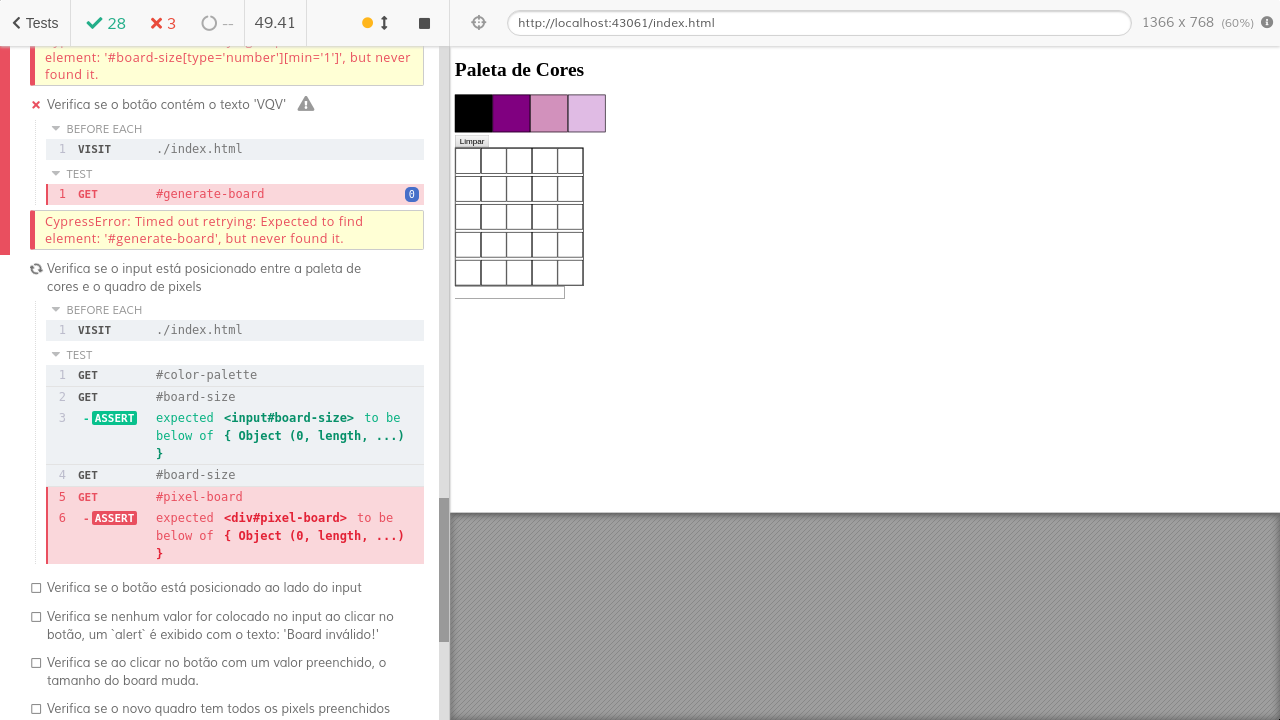 Tests
28
3
--
49.41
http://localhost:43061/index.html
1366 x 768 (60%)
element: '#board-size[type='number'][min='1']', but never
found it.
Verifica se o botão contém o texto 'VQV'
BEFORE EACH
1 VISIT ./index.html
TEST
1 GET #generate-board 0
CypressError: Timed out retrying: Expected to find
element: '#generate-board', but never found it.
Verifica se o input está posicionado entre a paleta de
cores e o quadro de pixels
BEFORE EACH
1 VISIT ./index.html
TEST
1 GET #color-palette
2 GET #board-size
3 -ASSERT expected <input#board-size> to be
below of { Object (0, length, ...)
}
4 GET #board-size
5 GET #pixel-board
6 -ASSERT expected <div#pixel-board> to be
below of { Object (0, length, ...)
}
Verifica se o botão está posicionado ao lado do input
Verifica se nenhum valor for colocado no input ao clicar no
botão, um `alert` é exibido com o texto: 'Board inválido!'
Verifica se ao clicar no botão com um valor preenchido, o
tamanho do board muda.
Verifica se o novo quadro tem todos os pixels preenchidos
Paleta de Cores
Limpar